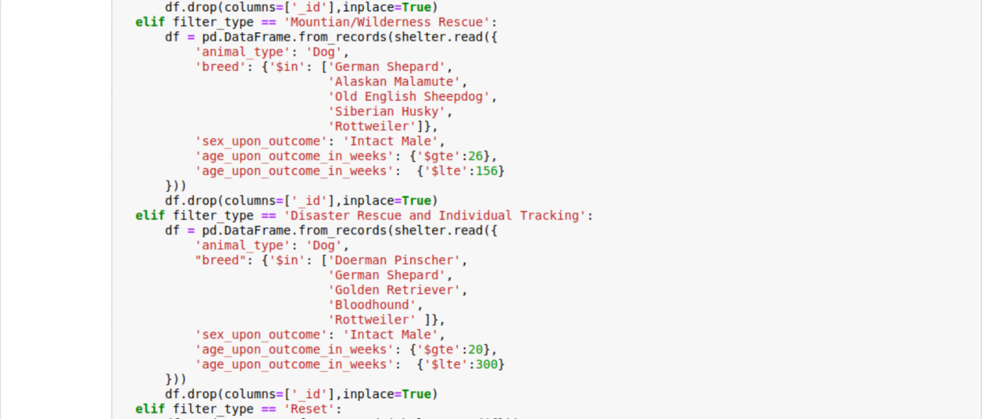 df.drop(columns=['_id'],inplace=True)
elif filter_type == 'Mountian/Wilderness Rescue':
df = pd.DataFrame.from_records(shelter.read({
'animal_type': 'Dog',
'breed': {'$in': ['German Shepard',
'Alaskan Malamute',
'Old English Sheepdog',
'Siberian Husky',
'Rottweiler']},
'sex_upon_outcome': 'Intact Male',
'age_upon_outcome_in_weeks': {'$gte':26},
'age_upon_outcome_in_weeks':  {'$lte':156}
}))
df.drop(columns=['_id'],inplace=True)
elif filter_type == 'Disaster Rescue and Individual Tracking':
df = pd.DataFrame.from_records(shelter.read({
'animal_type': 'Dog',
"breed": {'$in': ['Doerman Pinscher',
'German Shepard',
'Golden Retriever',
'Bloodhound',
'Rottweiler' ]},
'sex_upon_outcome': 'Intact Male',
'age_upon_outcome_in_weeks': {'$gte':20},
'age_upon_outcome_in_weeks':  {'$lte':300}
}))
df.drop(columns=['_id'],inplace=True)
elif filter_type == 'Reset':